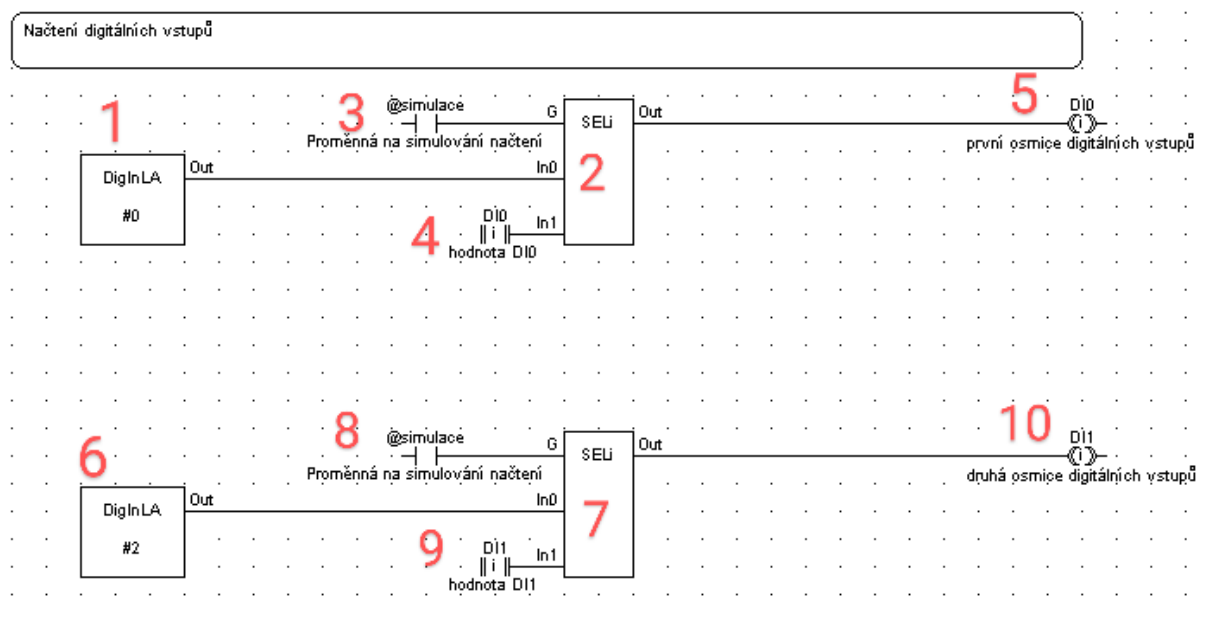 Načtení digitálních vstupů
1
3
@simulace
Proměnná na simulování načtení
G
SELi
Out
5
DI0
první osmice digitálních vstupů
DigInLA
#0
Out
In0
2
4
DI0
i
In1
hodnota DI0
i
8
@simulace
Proměnná na simulování načtení
G
SELi
Out
10
DI1
i
druhá osmice digitálních vstupů
6
DigInLA
#2
Out
In0
7
9
DI1
i
In1
hodnota DI1